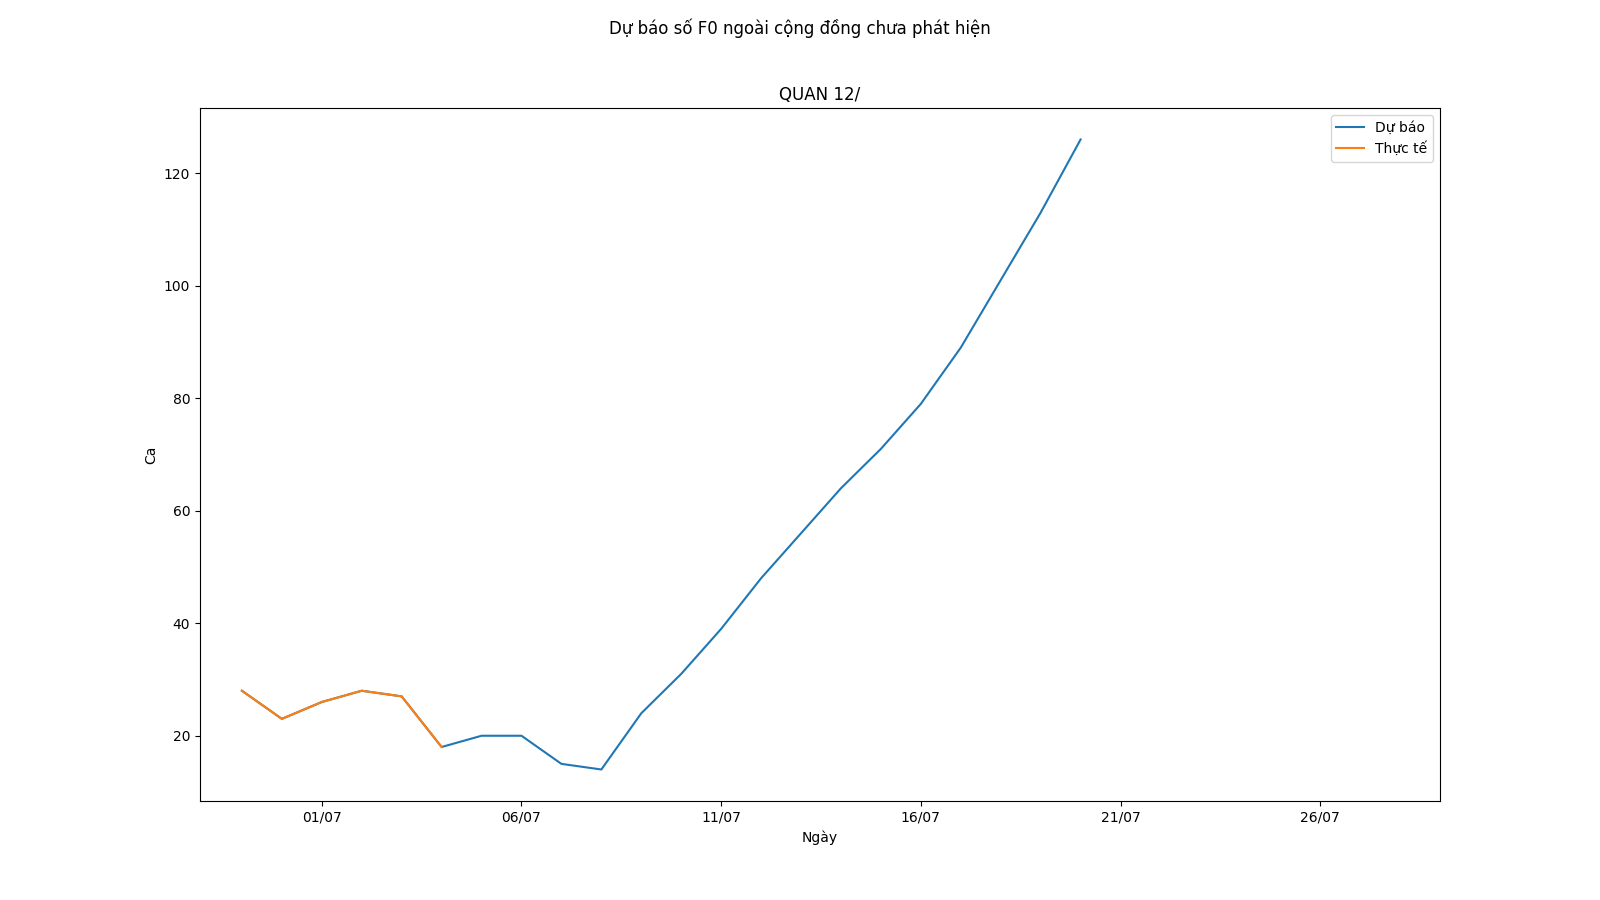 Dự báo số F0 ngoài cộng đồng chưa phát hiện
QUAN 12/
Dự báo
Thực tế
120
100
80
60
40
20
Ca
01/07
06/07
11/07
16/07
21/07
26/07
Ngày